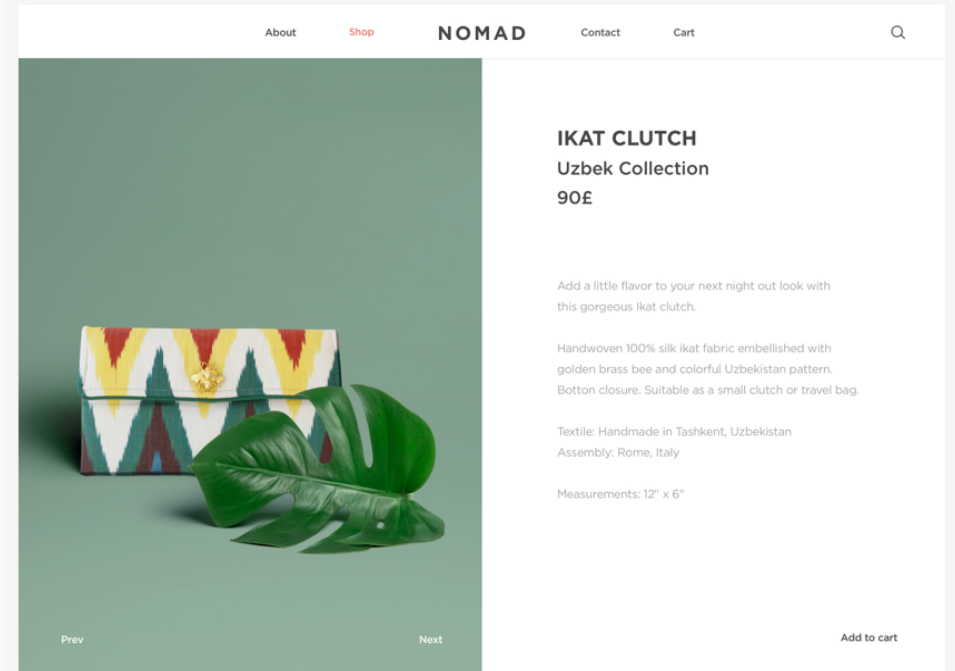 About
Shop
NOMAD
Contact
Cart
IKAT CLUTCH
Uzbek Collection
90£
Add a little flavor to your next night out look with
this gorgeous Ikat clutch.
Handwoven 100% silk ikat fabric embellished with
golden brass bee and colorful Uzbekistan pattern.
Botton closure. Suitable as a small clutch or travel bag.
Textile: Handmade in Tashkent, Uzbekistan
Assembly: Rome, Italy
Measurements: 12" x 6"
Prev
Next
Add to cart